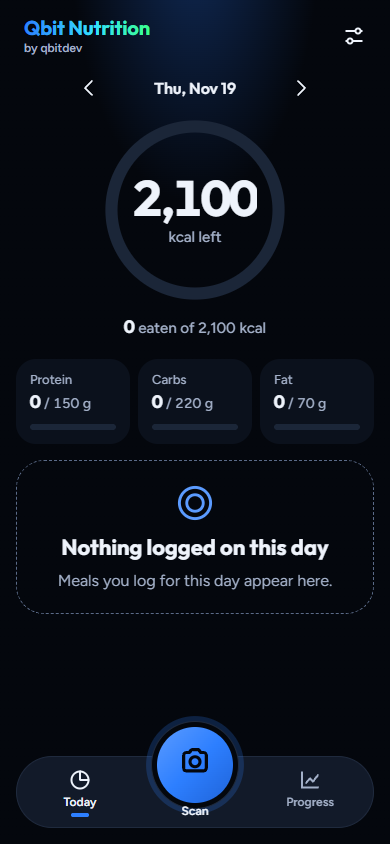 Qbit Nutrition
by qbitdev
Thu, Nov 19
2,100
kcal left
0 eaten of 2,100 kcal
Protein
0 / 150 g
Carbs
0 / 220 g
Fat
0 / 70 g
Nothing logged on this day
Meals you log for this day appear here.
Today
Scan
Progress